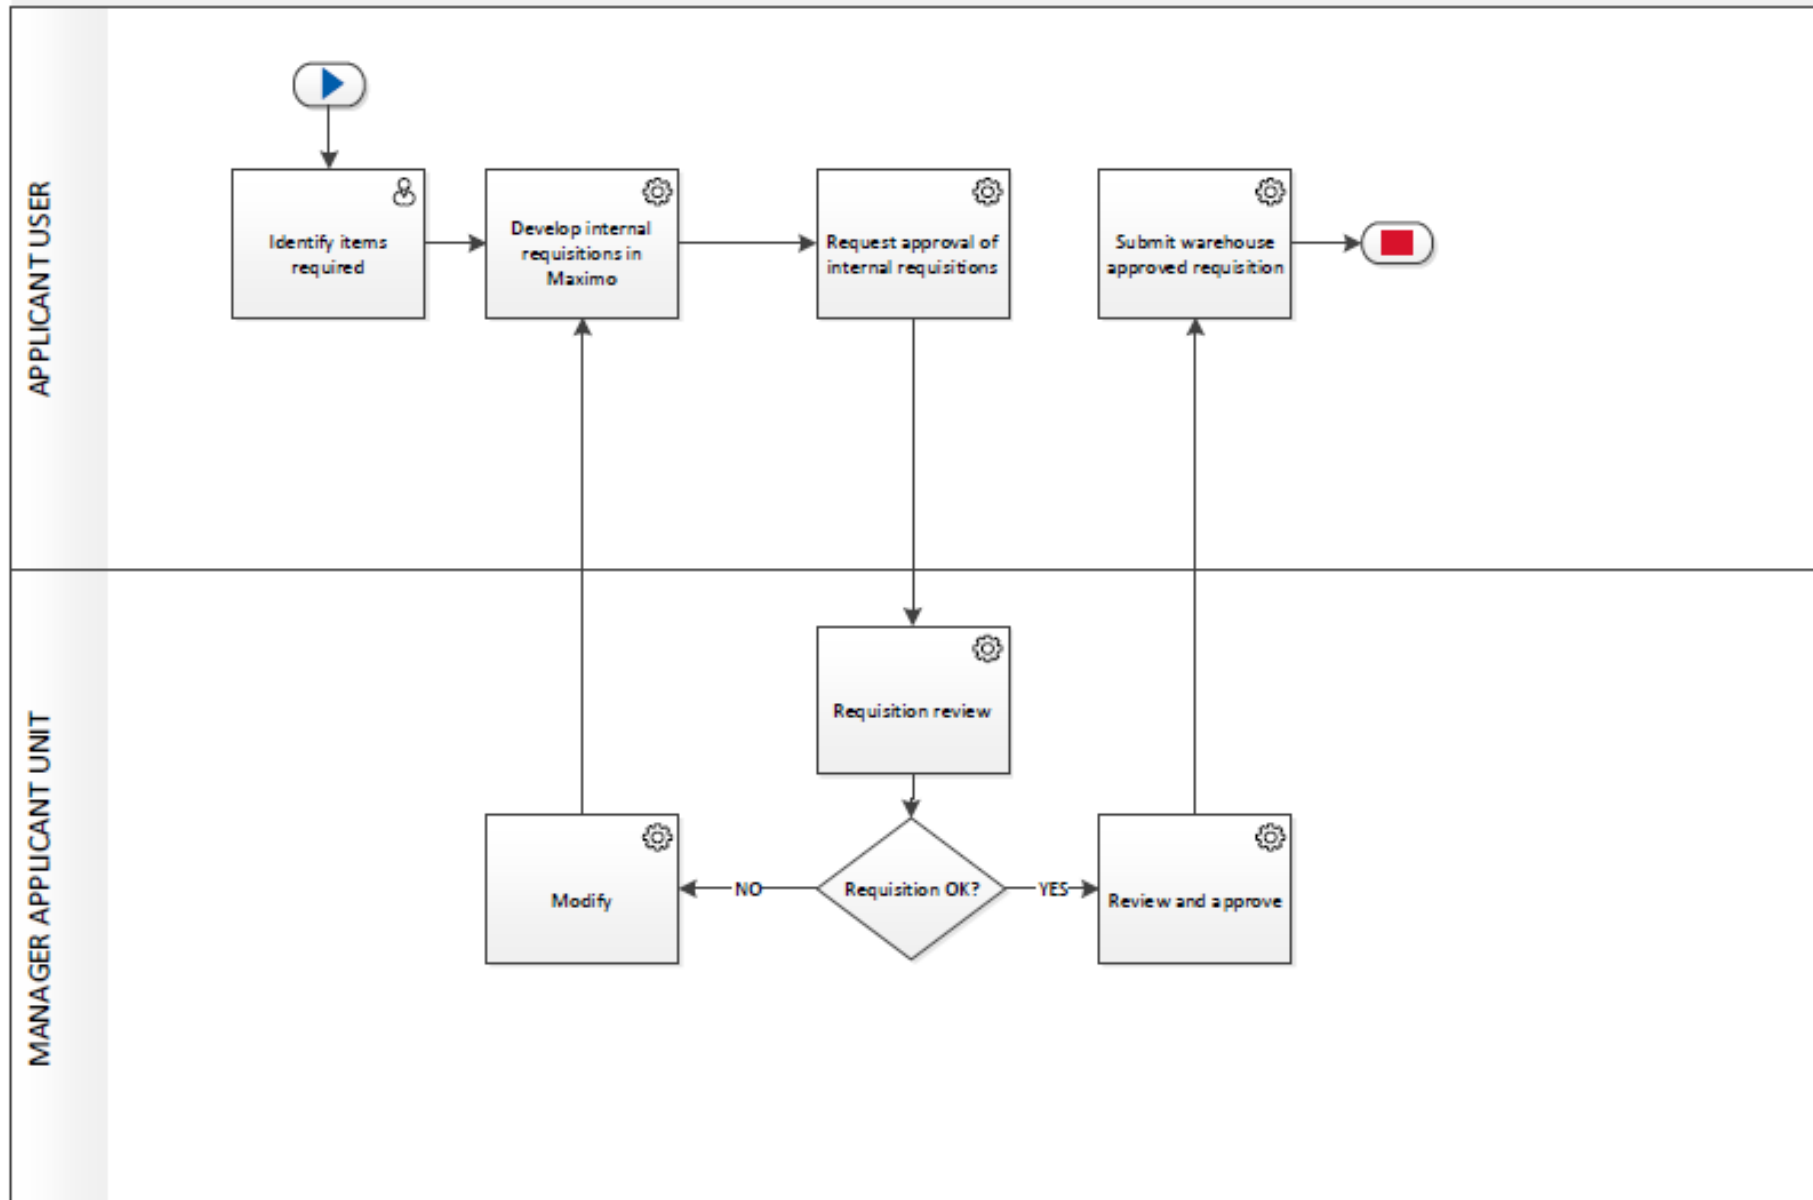 APPLICANT USER
Identify items
required
Develop internal
requisitions in
Maximo
Request approval of
internal requisitions
Submit warehouse
approved requisition
MANAGER APPLICANT UNIT
Requisition review
Modify
NO
Requisition OK?
YES
Review and approve